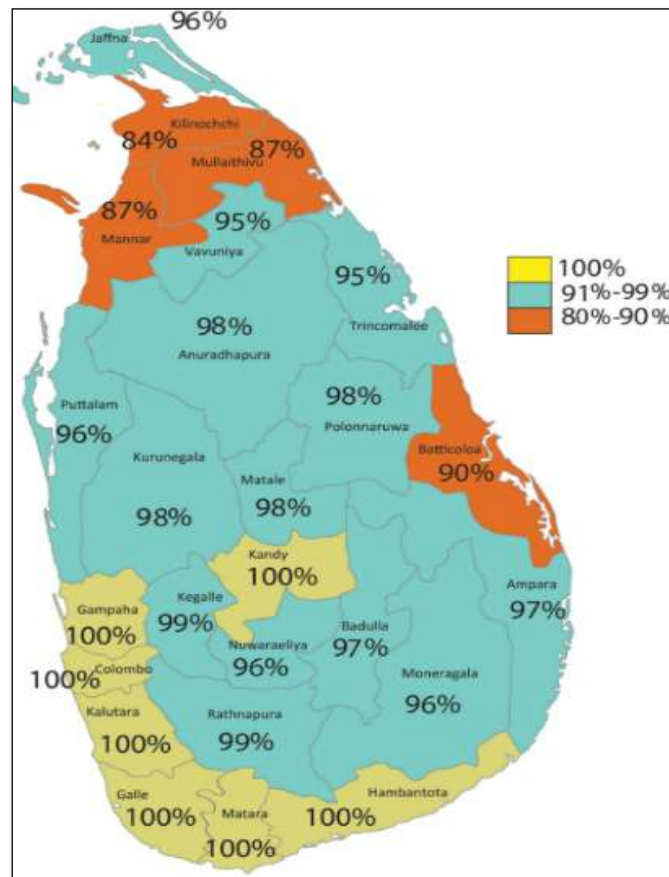 96%
Jaffna
Kilinochchi
84%
87%
Mullaithivu
87%
Mannar
95%
Vavuniya
95%
Trincomalee
100%
91%-99%
80%-90%
98%
Anuradhapura
98%
Polonnaruwa
Puttalam
96%
Kurunegala
98%
Matale
98%
Batticoloa
90%
Kandy
100%
Gampaha
100%
Kegalle
99%
Nuwaraeliya
96%
Badulla
97%
Ampara
97%
Moneragala
96%
Colombo
100%
Kalutara
100%
Rathnapura
99%
Galle
100%
Matara
100%
Hambantota
100%